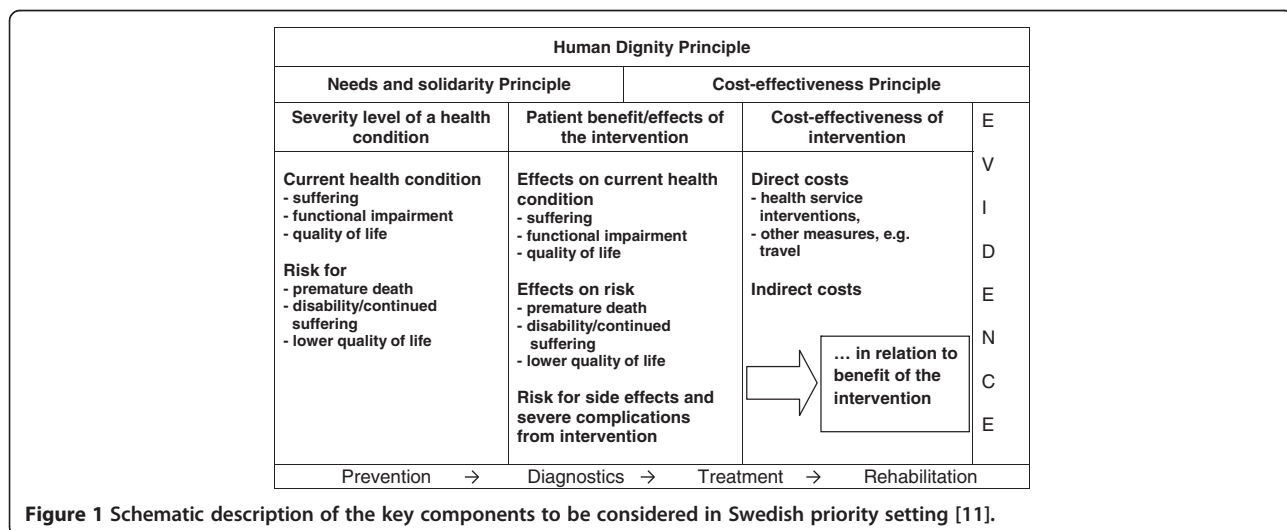 Human Dignity Principle
Needs and solidarity Principle
Cost-effectiveness Principle
Severity level of a health
condition
Patient benefit/effects of
the intervention
Cost-effectiveness of
intervention
Current health condition
- suffering
- functional impairment
- quality of life
Risk for
- premature death
- disability/continued
suffering
- lower quality of life
Effects on current health
condition
- suffering
- functional impairment
- quality of life
Effects on risk
- premature death
- disability/continued
suffering
- lower quality of life
Risk for side effects and
severe complications
from intervention
Direct costs
- health service
interventions,
- other measures, e.g.
travel
Indirect costs
... in relation to
benefit of the
intervention
E
V
I
D
E
N
C
E
Prevention → Diagnostics → Treatment → Rehabilitation
Figure 1 Schematic description of the key components to be considered in Swedish priority setting [11].